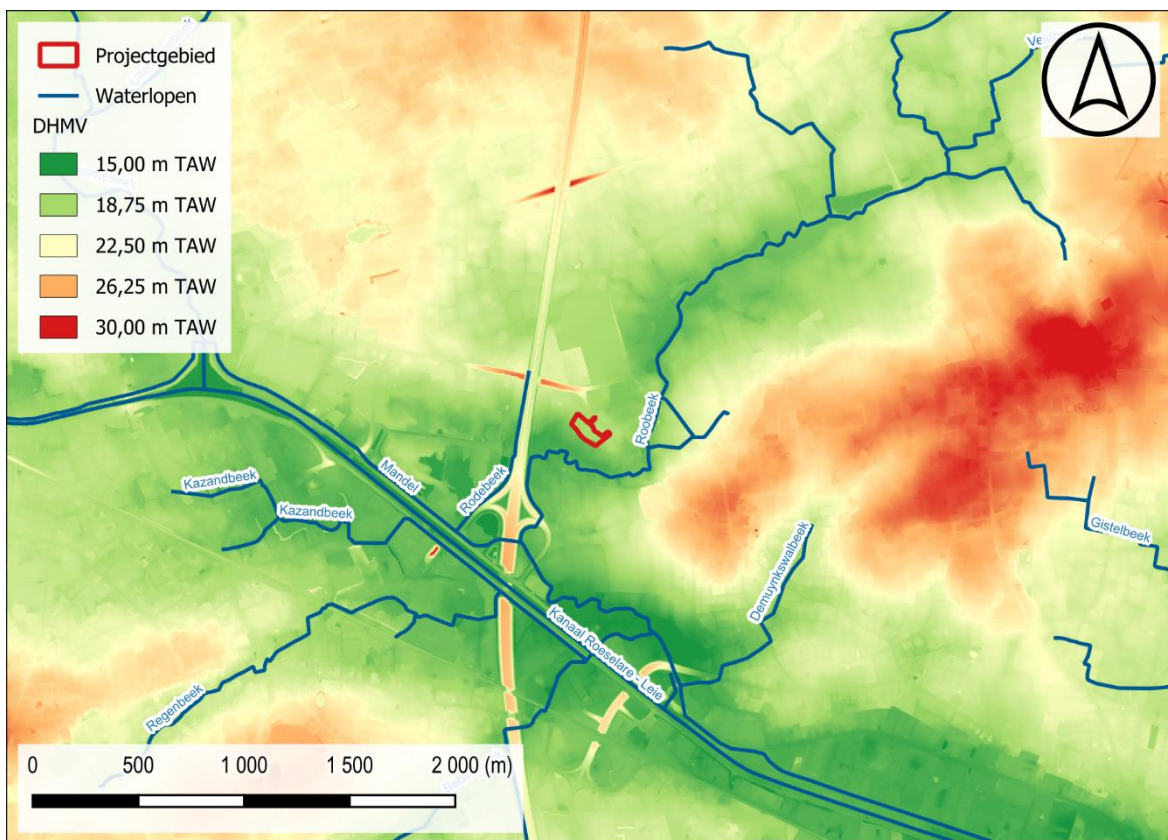 Projectgebied
Waterlopen
DHMV
15,00 m TAW
18,75 m TAW
22,50 m TAW
26,25 m TAW
30,00 m TAW
Roobeek
Mandel
Rodebeek
Kazandbeek
Kazandbeek
Gistelbeek
Demuynkswalbeek
Kanaal Roeselare - Leie
Regenbeek
0 500 1 000 1 500 2 000 (m)